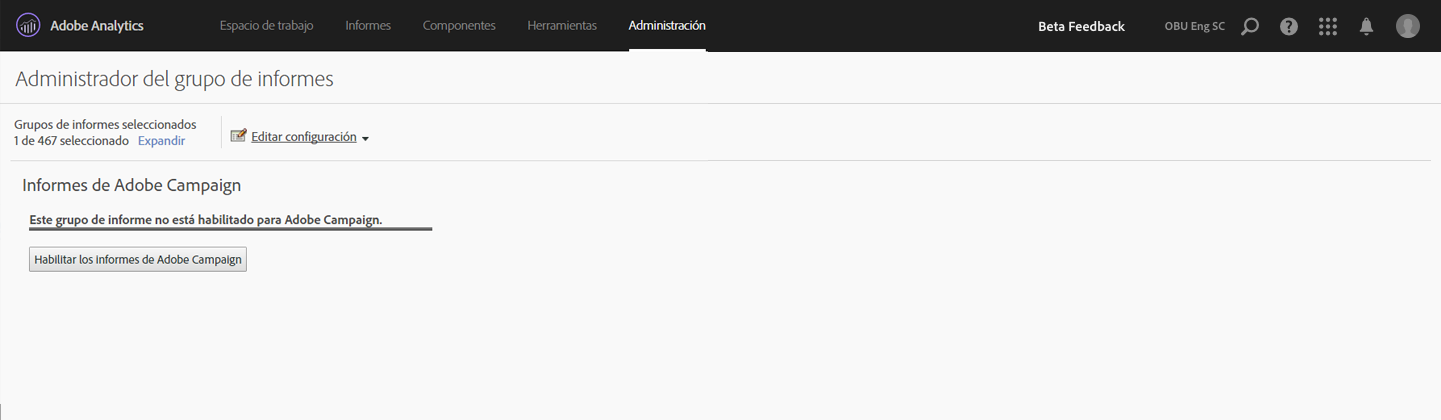 Adobe Analytics Espacio de trabajo Informes Componentes Herramientas Administración Beta Feedback OBU Eng SC
Administrador del grupo de informes
Grupos de informes seleccionados
1 de 467 seleccionado Expandir Editar configuración
Informes de Adobe Campaign
Este grupo de informe no está habilitado para Adobe Campaign.
Habilitar los informes de Adobe Campaign